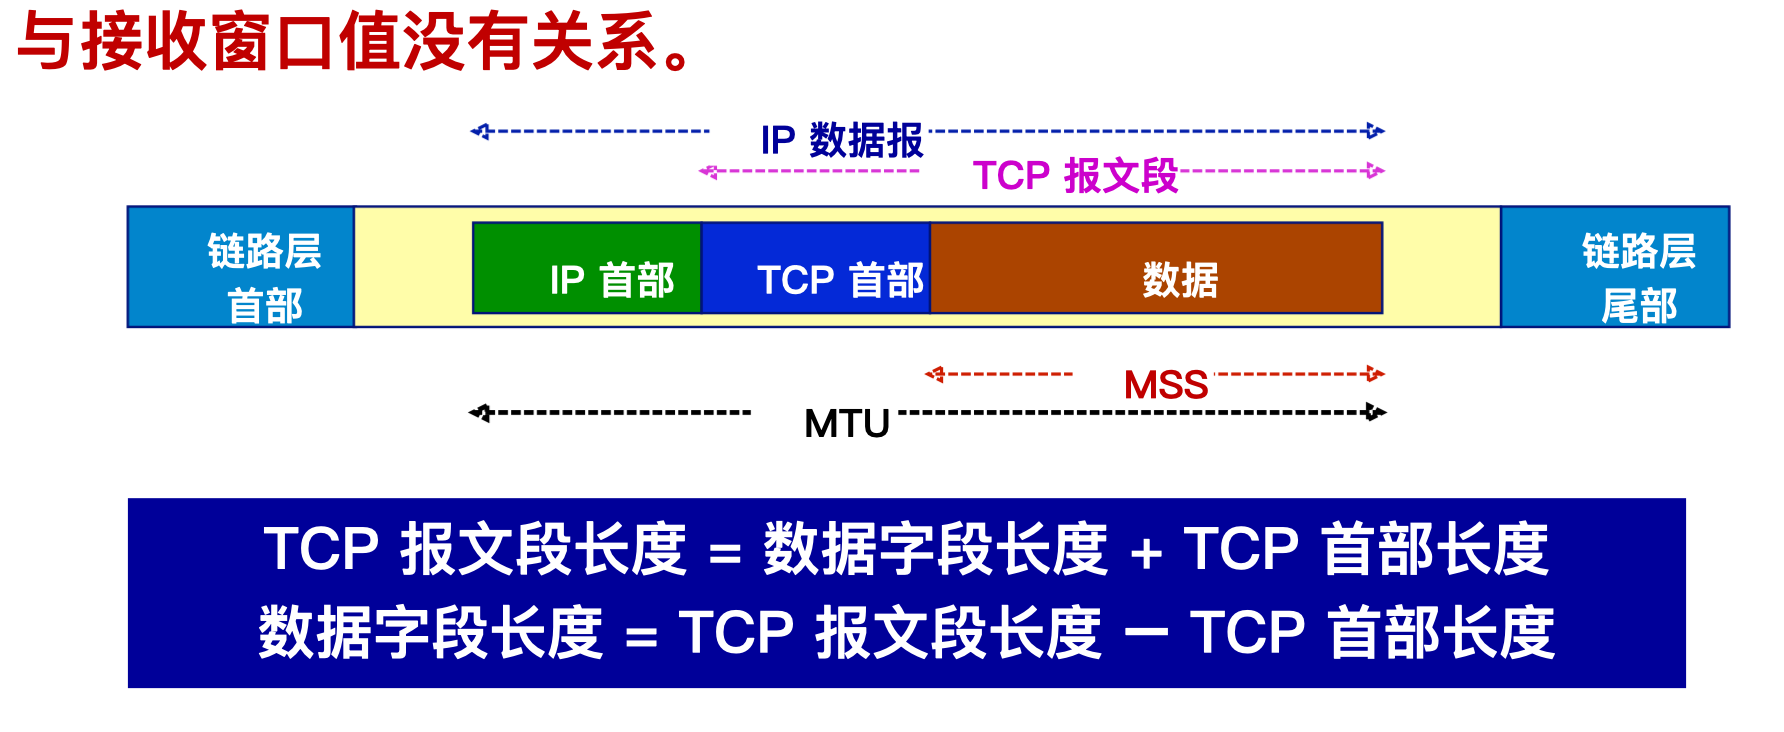 与接收窗口值没有关系。
IP 数据报
TCP 报文段
链路层
首部
IP 首部
TCP 首部
数据
链路层
尾部
MSS
MTU
TCP 报文段长度 = 数据字段长度 + TCP 首部长度
数据字段长度 = TCP 报文段长度 － TCP 首部长度